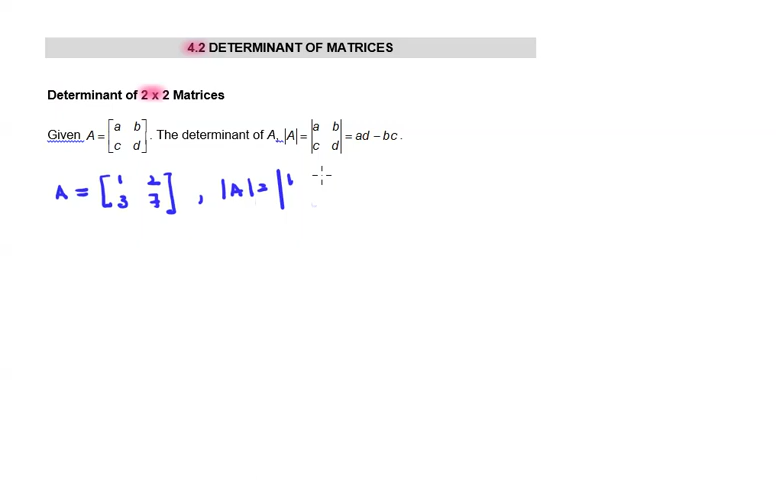 4.2 DETERMINANT OF MATRICES
Determinant of 2 x 2 Matrices
Given A = [a b; c d]. The determinant of A, |A| = |a b; c d| = ad − bc.
A = [1 2; 3 7], |A| = |1